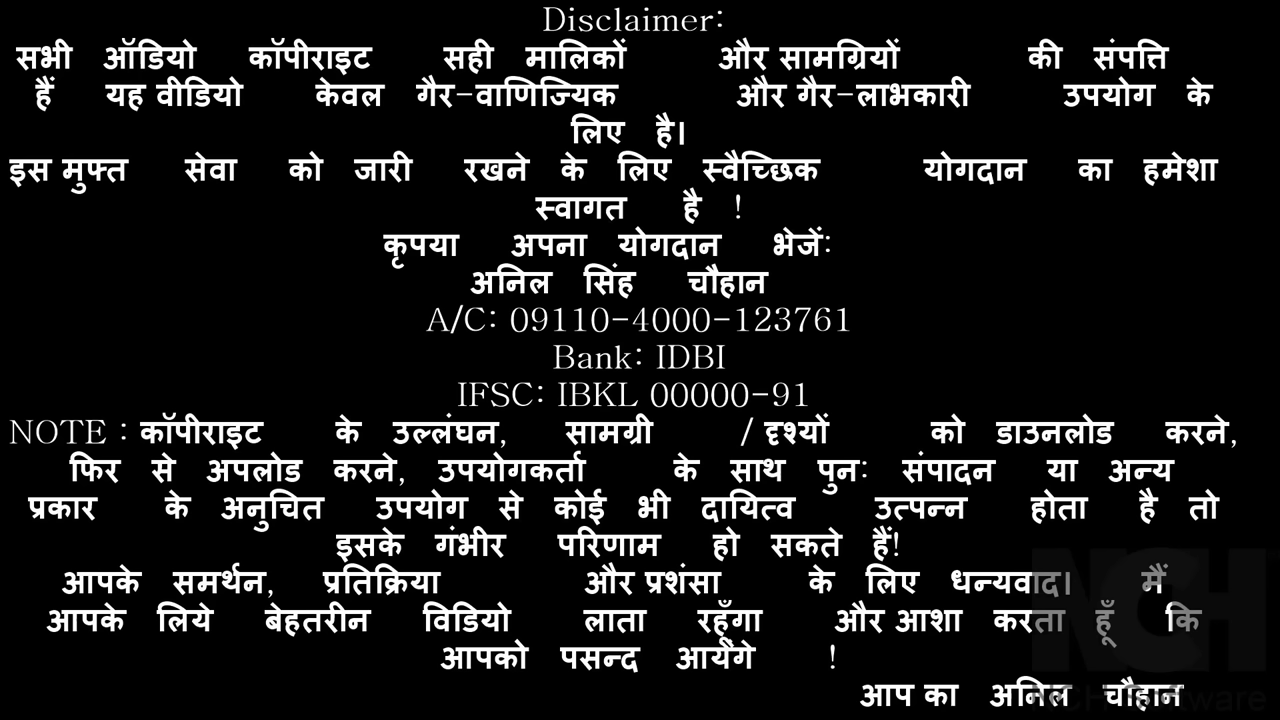 Disclaimer:
सभी ऑडियो कॉपीराइट सही मालिकों और सामग्रियों की संपत्ति
हैं यह वीडियो केवल गैर-वाणिज्यिक और गैर-लाभकारी उपयोग के
लिए है।
इस मुफ्त सेवा को जारी रखने के लिए स्वैच्छिक योगदान का हमेशा
स्वागत है !
कृपया अपना योगदान भेजें:
अनिल सिंह चौहान
A/C: 09110-4000-123761
Bank: IDBI
IFSC: IBKL 00000-91
NOTE : कॉपीराइट के उल्लंघन, सामग्री / दृश्यों को डाउनलोड करने,
फिर से अपलोड करने, उपयोगकर्ता के साथ पुन: संपादन या अन्य
प्रकार के अनुचित उपयोग से कोई भी दायित्व उत्पन्न होता है तो
इसके गंभीर परिणाम हो सकते हैं!
आपके समर्थन, प्रतिक्रिया और प्रशंसा के लिए धन्यवाद। मैं
आपके लिये बेहतरीन विडियो लाता रहूँगा और आशा करता हूँ कि
आपको पसन्द आयेंगे !
आप का अनिल चौहान
NCH
NCH Software